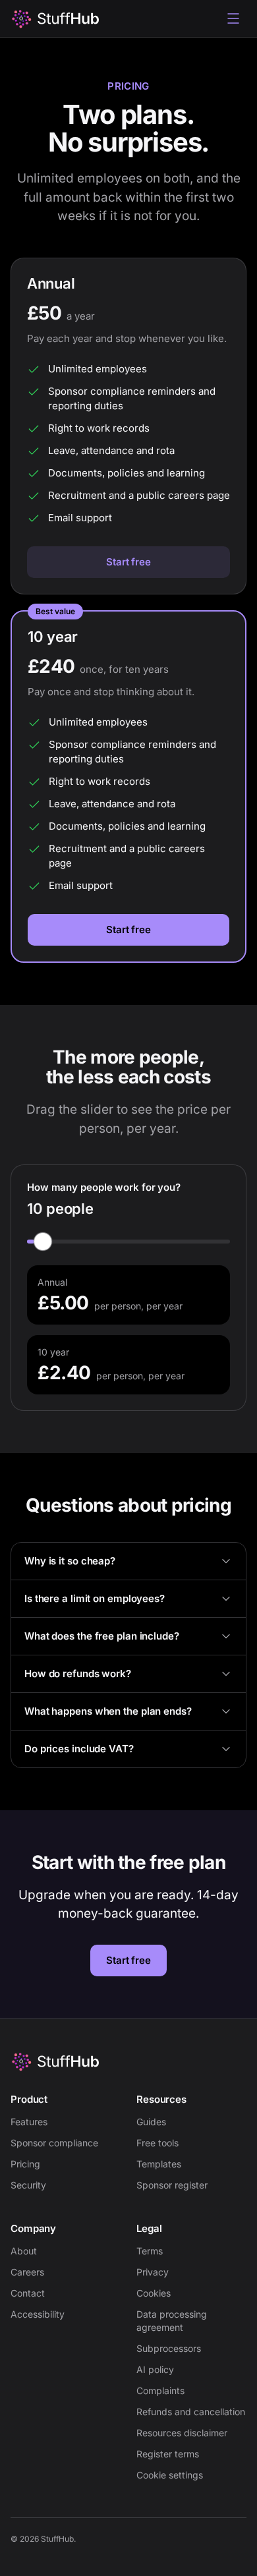 StuffHub
PRICING
Two plans.
No surprises.
Unlimited employees on both, and the
full amount back within the first two
weeks if it is not for you.
Annual
£50 a year
Pay each year and stop whenever you like.
Unlimited employees
Sponsor compliance reminders and
reporting duties
Right to work records
Leave, attendance and rota
Documents, policies and learning
Recruitment and a public careers page
Email support
Start free
Best value
10 year
£240 once, for ten years
Pay once and stop thinking about it.
Unlimited employees
Sponsor compliance reminders and
reporting duties
Right to work records
Leave, attendance and rota
Documents, policies and learning
Recruitment and a public careers
page
Email support
Start free
The more people,
the less each costs
Drag the slider to see the price per
person, per year.
How many people work for you?
10 people
Annual
£5.00 per person, per year
10 year
£2.40 per person, per year
Questions about pricing
Why is it so cheap?
Is there a limit on employees?
What does the free plan include?
How do refunds work?
What happens when the plan ends?
Do prices include VAT?
Start with the free plan
Upgrade when you are ready. 14-day
money-back guarantee.
Start free
StuffHub
Product
Features
Sponsor compliance
Pricing
Security
Resources
Guides
Free tools
Templates
Sponsor register
Company
About
Careers
Contact
Accessibility
Legal
Terms
Privacy
Cookies
Data processing
agreement
Subprocessors
AI policy
Complaints
Refunds and cancellation
Resources disclaimer
Register terms
Cookie settings
© 2026 StuffHub.